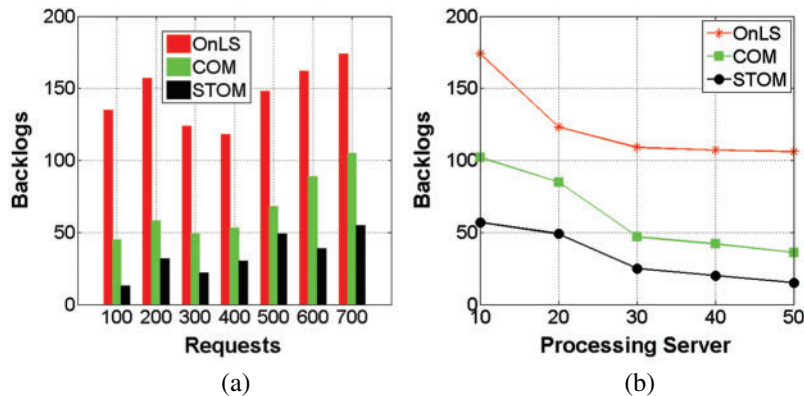 200
150
100
50
0
Backlogs
OnLS
COM
STOM
100 200 300 400 500 600 700
Requests
(a)
200
150
100
50
0
Backlogs
OnLS
COM
STOM
10 20 30 40 50
Processing Server
(b)